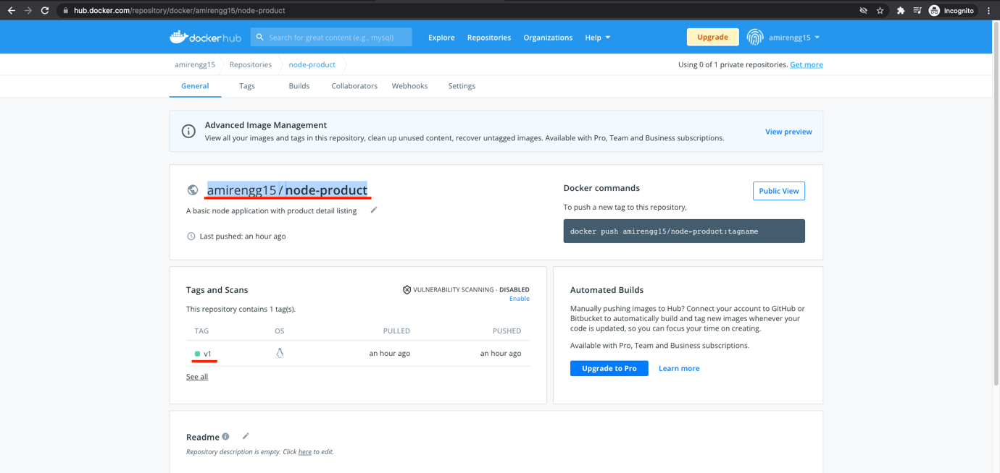 hub.docker.com/repository/docker/amirengg15/node-product
Incognito
dockerhub
Search for great content (e.g., mysql)
Explore
Repositories
Organizations
Help
Upgrade
amirengg15
amirengg15
Repositories
node-product
Using 0 of 1 private repositories. Get more
General
Tags
Builds
Collaborators
Webhooks
Settings
Advanced Image Management
View all your images and tags in this repository, clean up unused content, recover untagged images. Available with Pro, Team and Business subscriptions.
View preview
amirengg15 / node-product
A basic node application with product detail listing
Last pushed: an hour ago
Docker commands
Public View
To push a new tag to this repository,
docker push amirengg15/node-product:tagname
Tags and Scans
VULNERABILITY SCANNING - DISABLED
Enable
This repository contains 1 tag(s).
TAG OS PULLED PUSHED
v1 an hour ago an hour ago
See all
Automated Builds
Manually pushing images to Hub? Connect your account to GitHub or
Bitbucket to automatically build and tag new images whenever your
code is updated, so you can focus your time on creating.
Available with Pro, Team and Business subscriptions.
Upgrade to Pro
Learn more
Readme
Repository description is empty. Click here to edit.